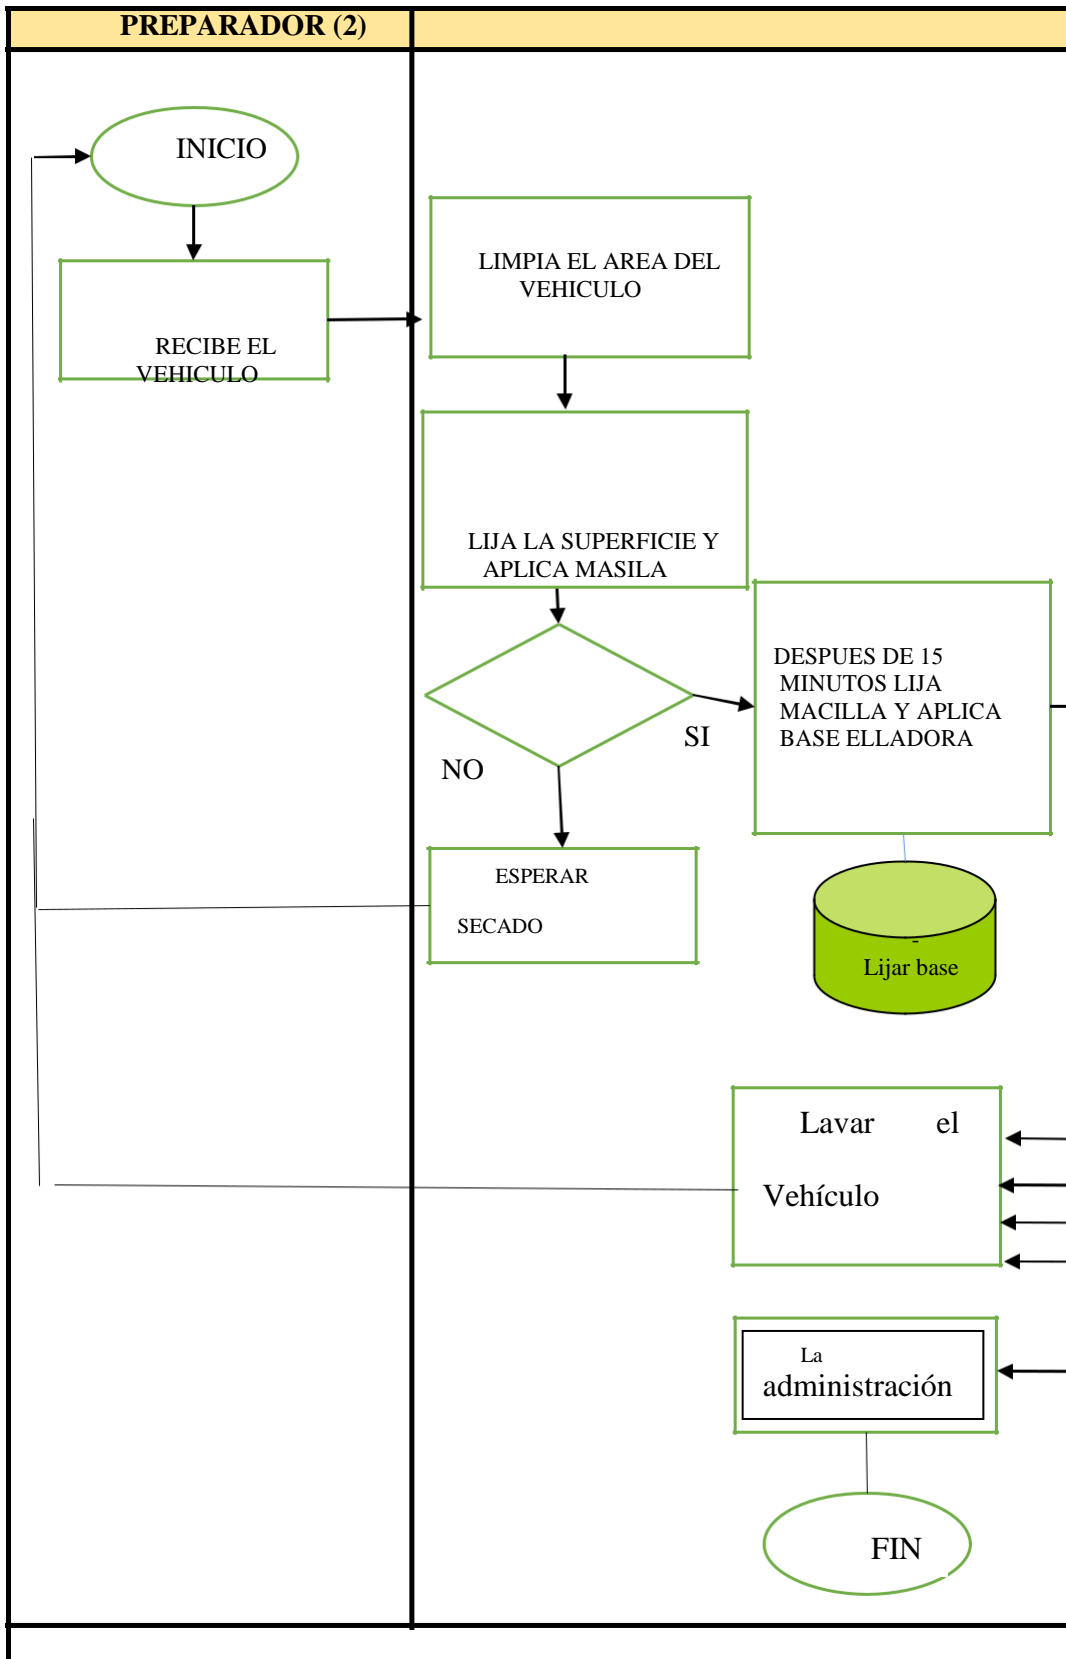 PREPARADOR (2)
INICIO
RECIBE EL
VEHICULO
LIMPIA EL AREA DEL
VEHICULO
LIJA LA SUPERFICIE Y
APLICA MASILA
SI
NO
DESPUES DE 15
MINUTOS LIJA
MACILLA Y APLICA
BASE ELLADORA
ESPERAR
SECADO
-
Lijar base
Lavar el
Vehículo
La
administración
FIN